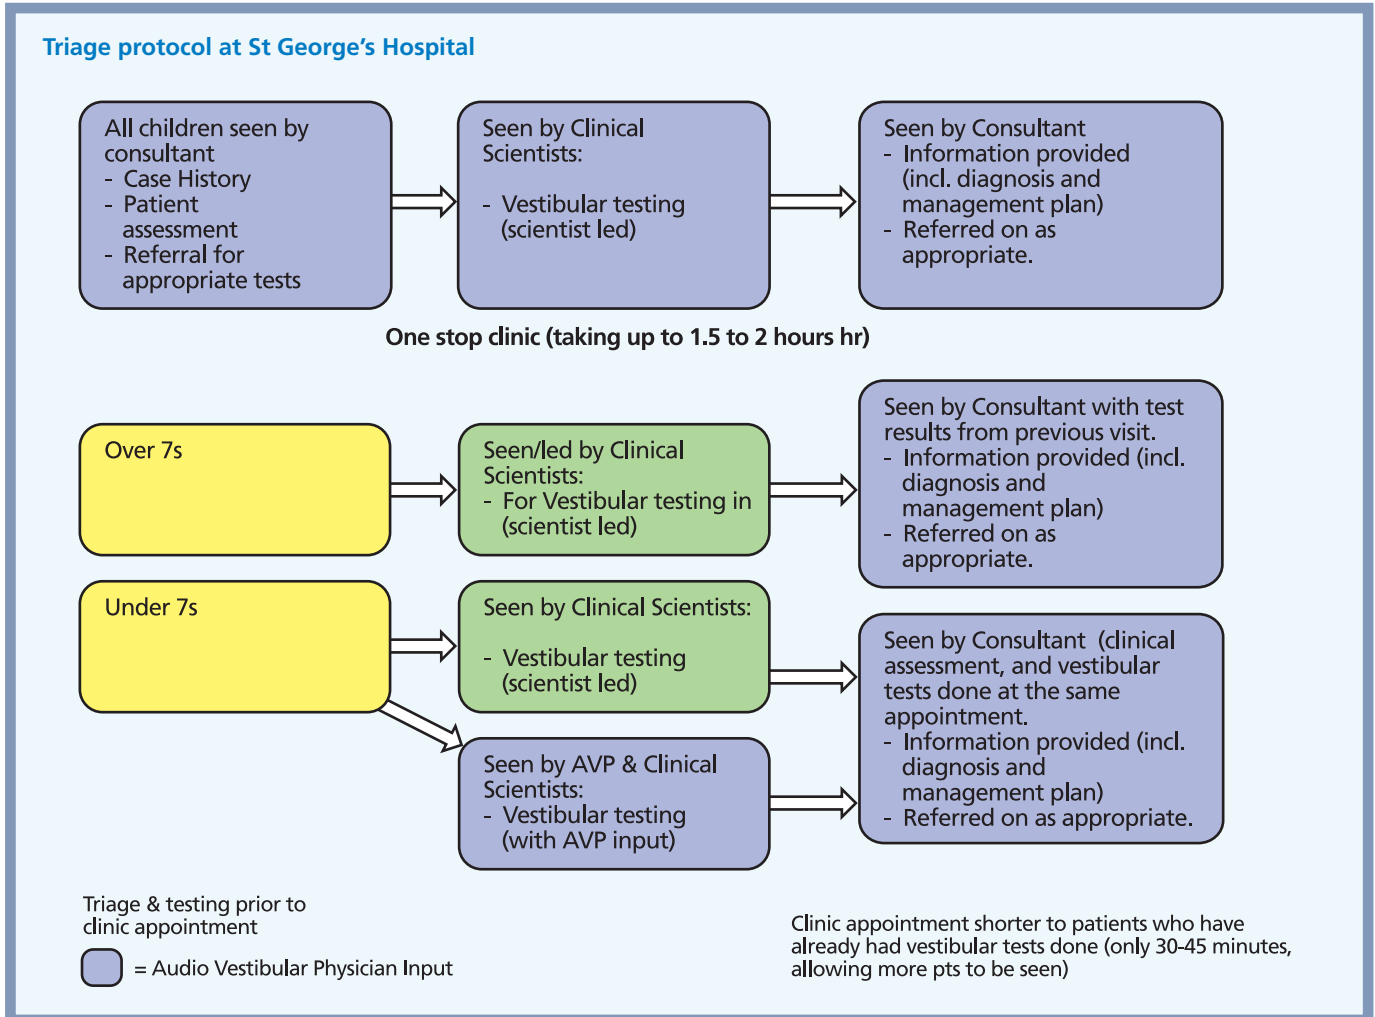 Triage protocol at St George’s Hospital
All children seen by
consultant
- Case History
- Patient
assessment
- Referral for
appropriate tests
Seen by Clinical
Scientists:
- Vestibular testing
(scientist led)
Seen by Consultant
- Information provided
(incl. diagnosis and
management plan)
- Referred on as
appropriate.
One stop clinic (taking up to 1.5 to 2 hours hr)
Over 7s
Seen/led by Clinical
Scientists:
- For Vestibular testing in
(scientist led)
Seen by Consultant with test
results from previous visit.
- Information provided (incl.
diagnosis and
management plan)
- Referred on as
appropriate.
Under 7s
Seen by Clinical Scientists:
- Vestibular testing
(scientist led)
Seen by AVP & Clinical
Scientists:
- Vestibular testing
(with AVP input)
Seen by Consultant (clinical
assessment, and vestibular
tests done at the same
appointment.
- Information provided (incl.
diagnosis and
management plan)
- Referred on as appropriate.
Triage & testing prior to
clinic appointment
= Audio Vestibular Physician Input
Clinic appointment shorter to patients who have
already had vestibular tests done (only 30-45 minutes,
allowing more pts to be seen)